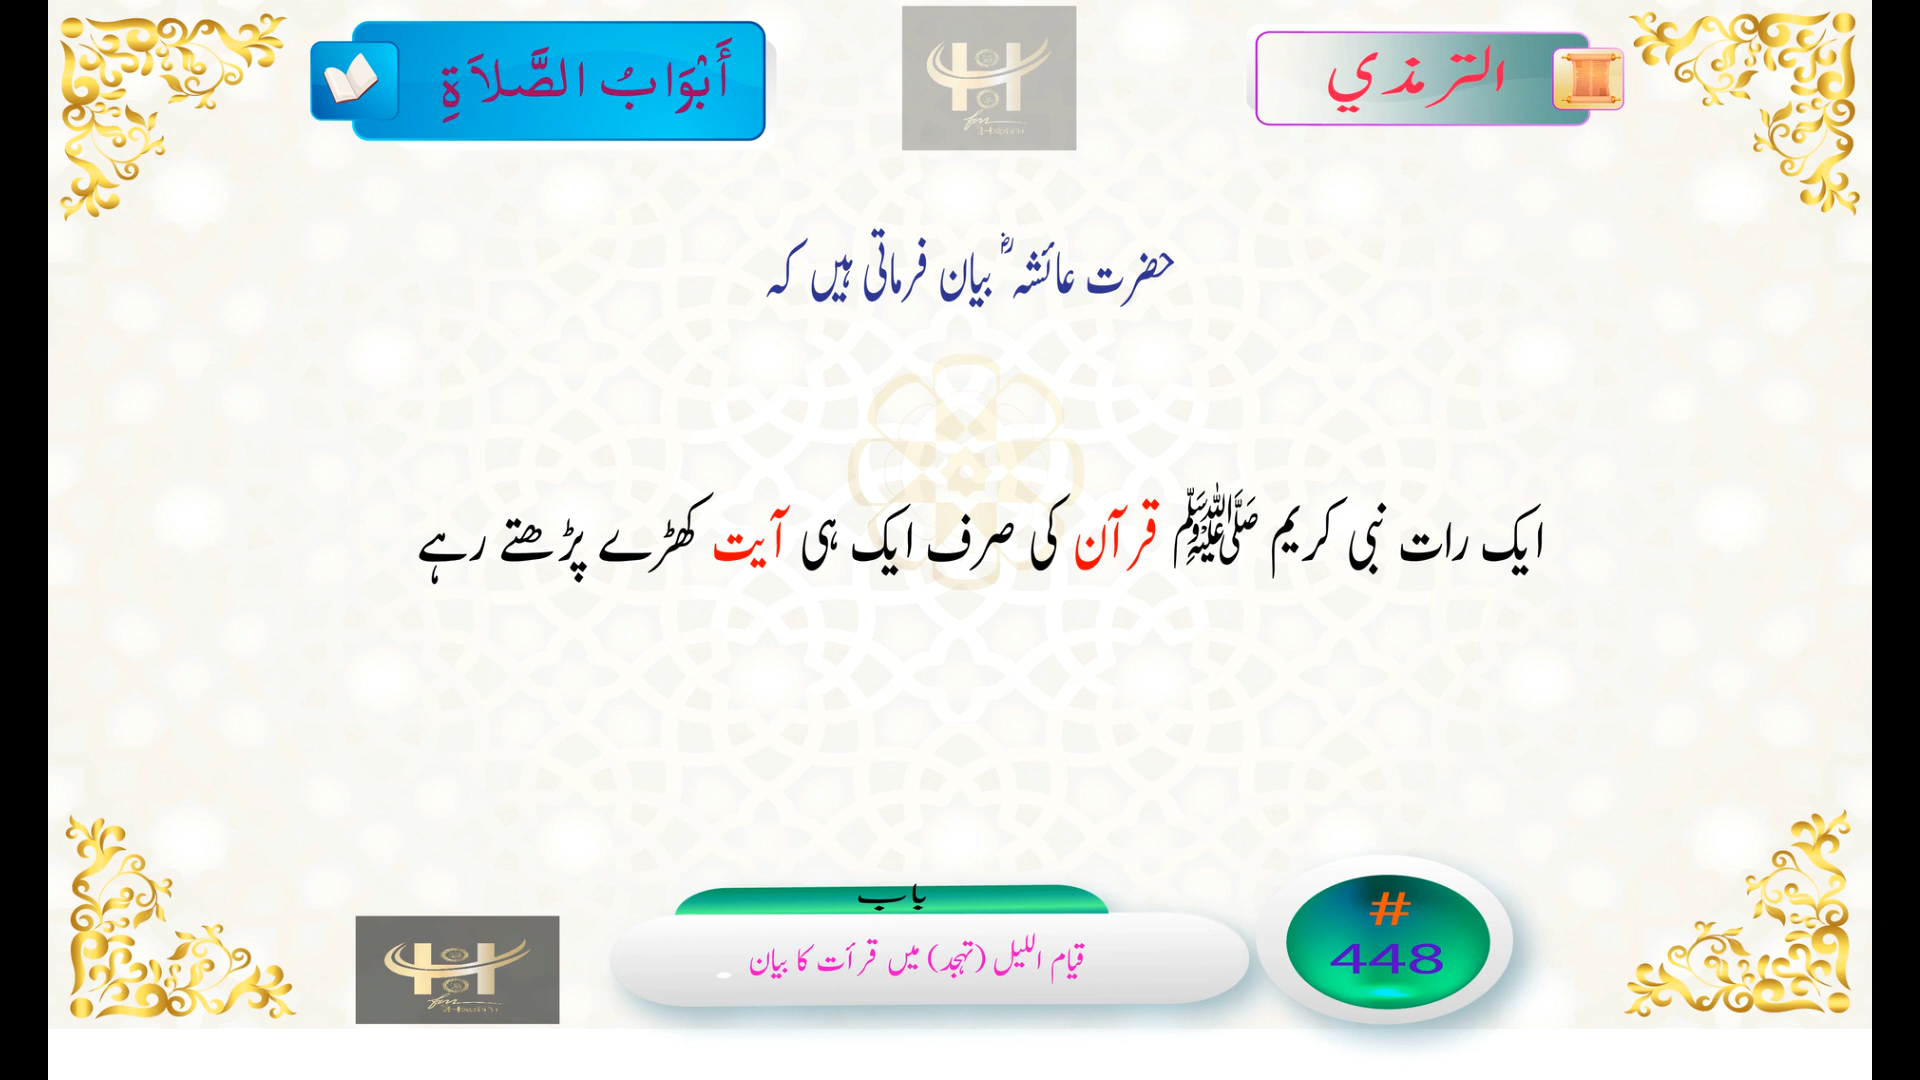 الترمذي
أَبْوَابُ الصَّلاَةِ
حضرت عائشہ ؓ بیان فرماتی ہیں کہ
ایک رات نبی کریم ﷺ قرآن کی صرف ایک ہی آیت کھڑے پڑھتے رہے
باب
قیام اللیل (تہجد) میں قرأت کا بیان
#
448